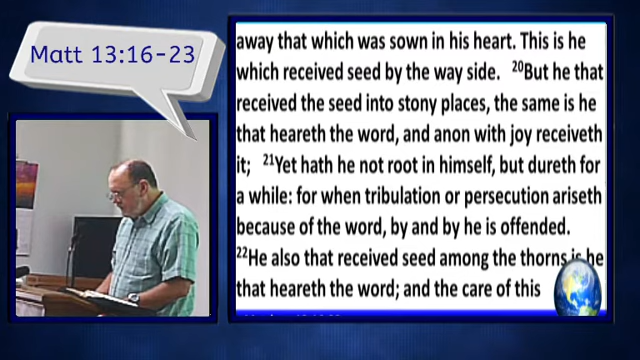 Matt 13:16-23
away that which was sown in his heart. This is he
which received seed by the way side. 20But he that
received the seed into stony places, the same is he
that heareth the word, and anon with joy receiveth
it; 21Yet hath he not root in himself, but dureth for
a while: for when tribulation or persecution ariseth
because of the word, by and by he is offended.
22He also that received seed among the thorns is he
that heareth the word; and the care of this